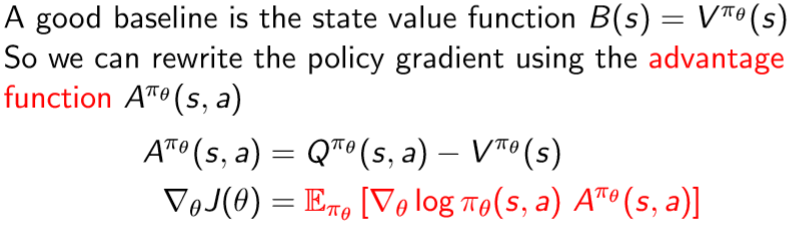 A good baseline is the state value function B(s) = V^{π_θ}(s)
So we can rewrite the policy gradient using the advantage
function A^{π_θ}(s, a)
A^{π_θ}(s, a) = Q^{π_θ}(s, a) − V^{π_θ}(s)
∇_θ J(θ) = 𝔼_{π_θ} [∇_θ log π_θ(s, a) A^{π_θ}(s, a)]